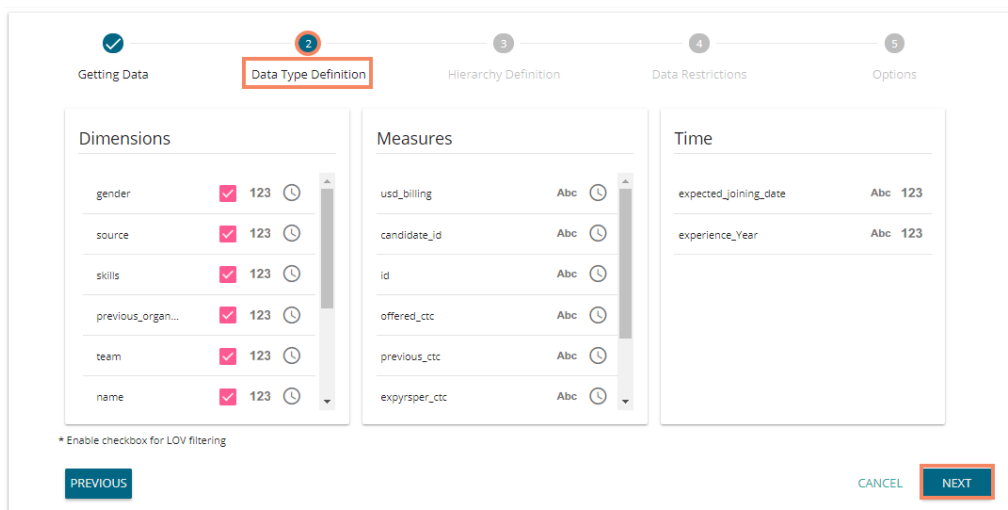 2 3 4 5
Getting Data Data Type Definition Hierarchy Definition Data Restrictions Options
Dimensions
gender 123
source 123
skills 123
previous_organ... 123
team 123
name 123
Measures
usd_billing Abc
candidate_id Abc
id Abc
offered_ctc Abc
previous_ctc Abc
expyrsper_ctc Abc
Time
expected_joining_date Abc 123
experience_Year Abc 123
* Enable checkbox for LOV filtering
PREVIOUS CANCEL NEXT